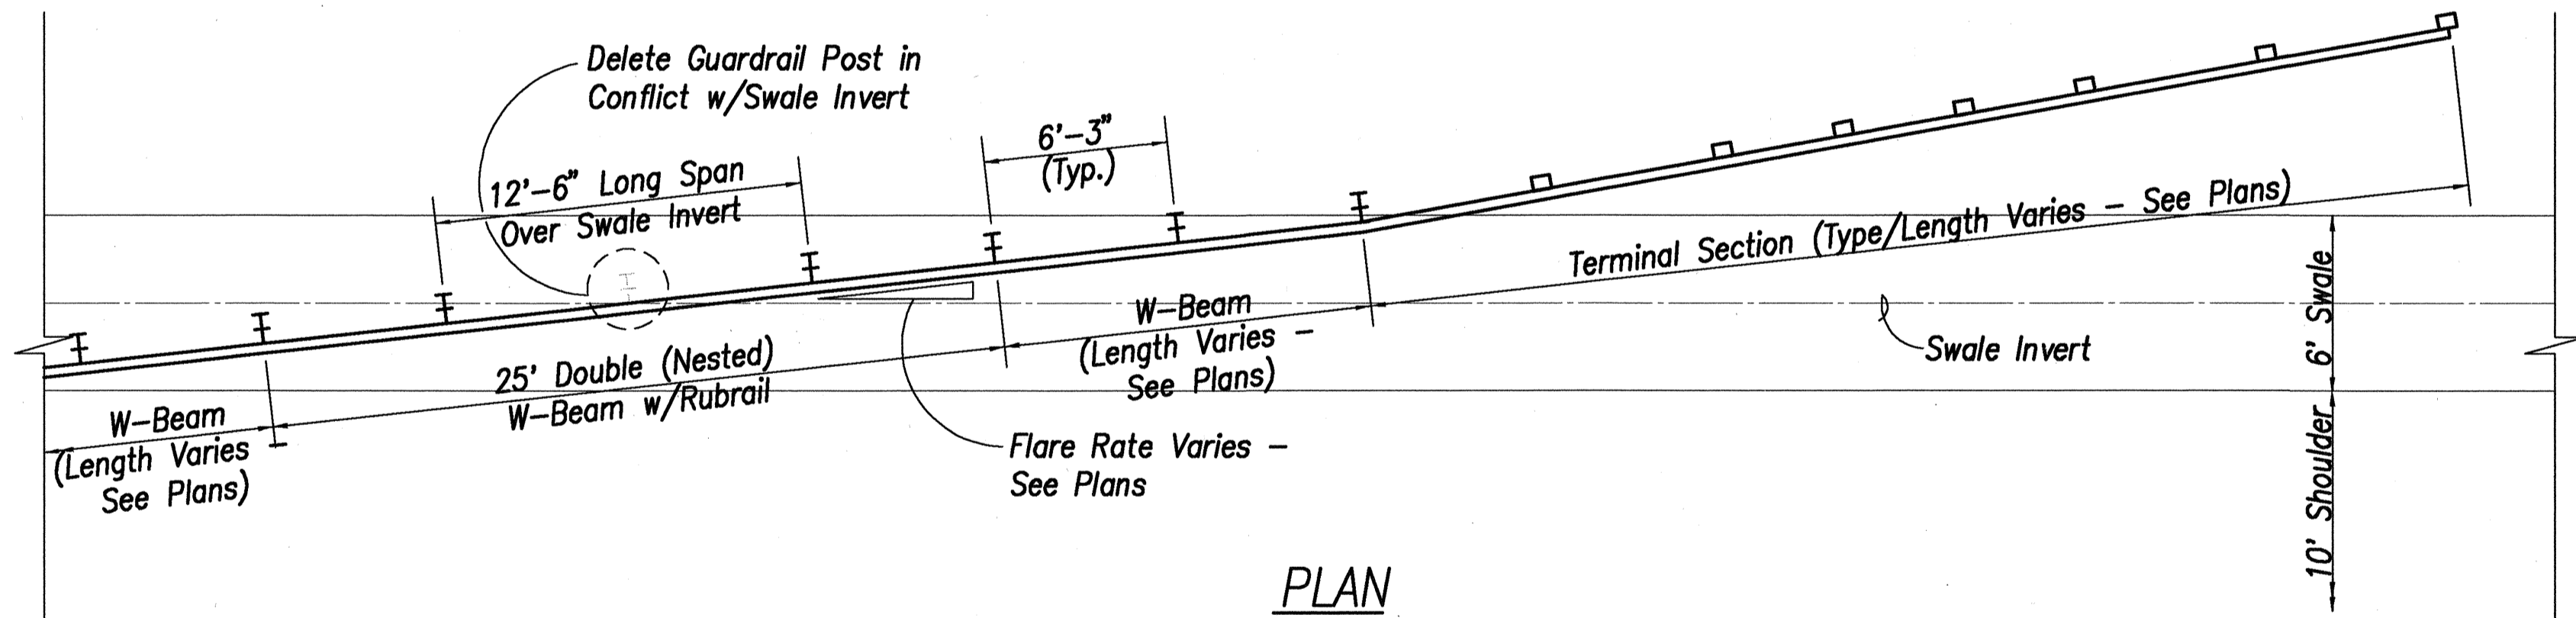 Delete Guardrail Post in
Conflict w/Swale Invert
12'-6" Long Span
Over Swale Invert
6'-3"
(Typ.)
Terminal Section (Type/Length Varies - See Plans)
6' Swale
Swale Invert
W-Beam
(Length Varies -
See Plans)
25' Double (Nested)
W-Beam w/Rubrail
W-Beam
(Length Varies
See Plans)
Flare Rate Varies -
See Plans
10' Shoulder
PLAN